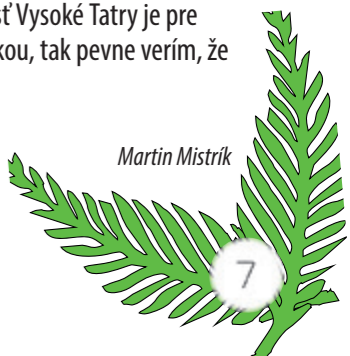 sť Vysoké Tatry je pre
kou, tak pevne verím, že
Martin Mistrík
7